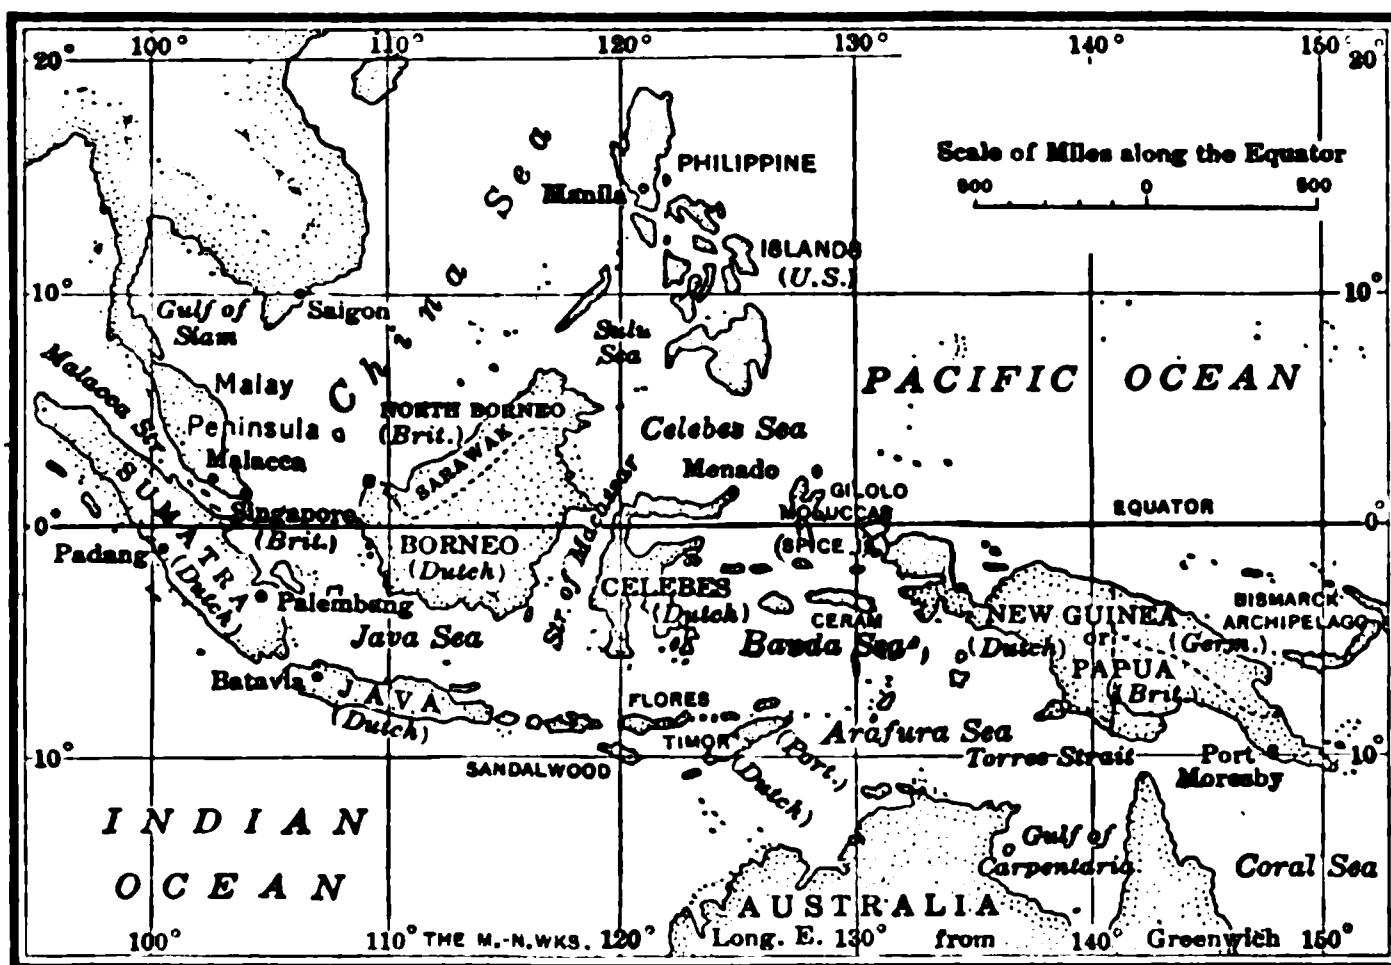 100° 110° 120° 130° 140° 150°
20° 20°
Scale of Miles along the Equator
500 0 500
China Sea
PHILIPPINE
Manila
ISLANDS
(U.S.)
10° 10°
Gulf of
Siam
Saigon
Sulu
Sea
PACIFIC OCEAN
Malacca Str.
Malay
Peninsula
Malacca
NORTH BORNEO
(Brit.)
SARAWAK
Celebes Sea
Menado
GILOLO
MOLUCCAS
(SPICE I.)
EQUATOR
Singapore
(Brit.)
0° 0°
SUMATRA
(Dutch)
Padang
Palembang
BORNEO
(Dutch)
Str. of Macassar
CELEBES
(Dutch)
CERAM
Java Sea
Banda Sea
NEW GUINEA
or
PAPUA
(Dutch)
(Germ.)
(Brit.)
BISMARCK
ARCHIPELAGO
Batavia
JAVA
(Dutch)
FLORES
TIMOR
(Port.)
(Dutch)
SANDALWOOD
Arafura Sea
Torres Strait
Port
Moresby
10° 10°
INDIAN
OCEAN
Gulf of
Carpentaria
Coral Sea
AUSTRALIA
100° 110° THE M.-N.WKS. 120° Long. E. 130° from 140° Greenwich 150°